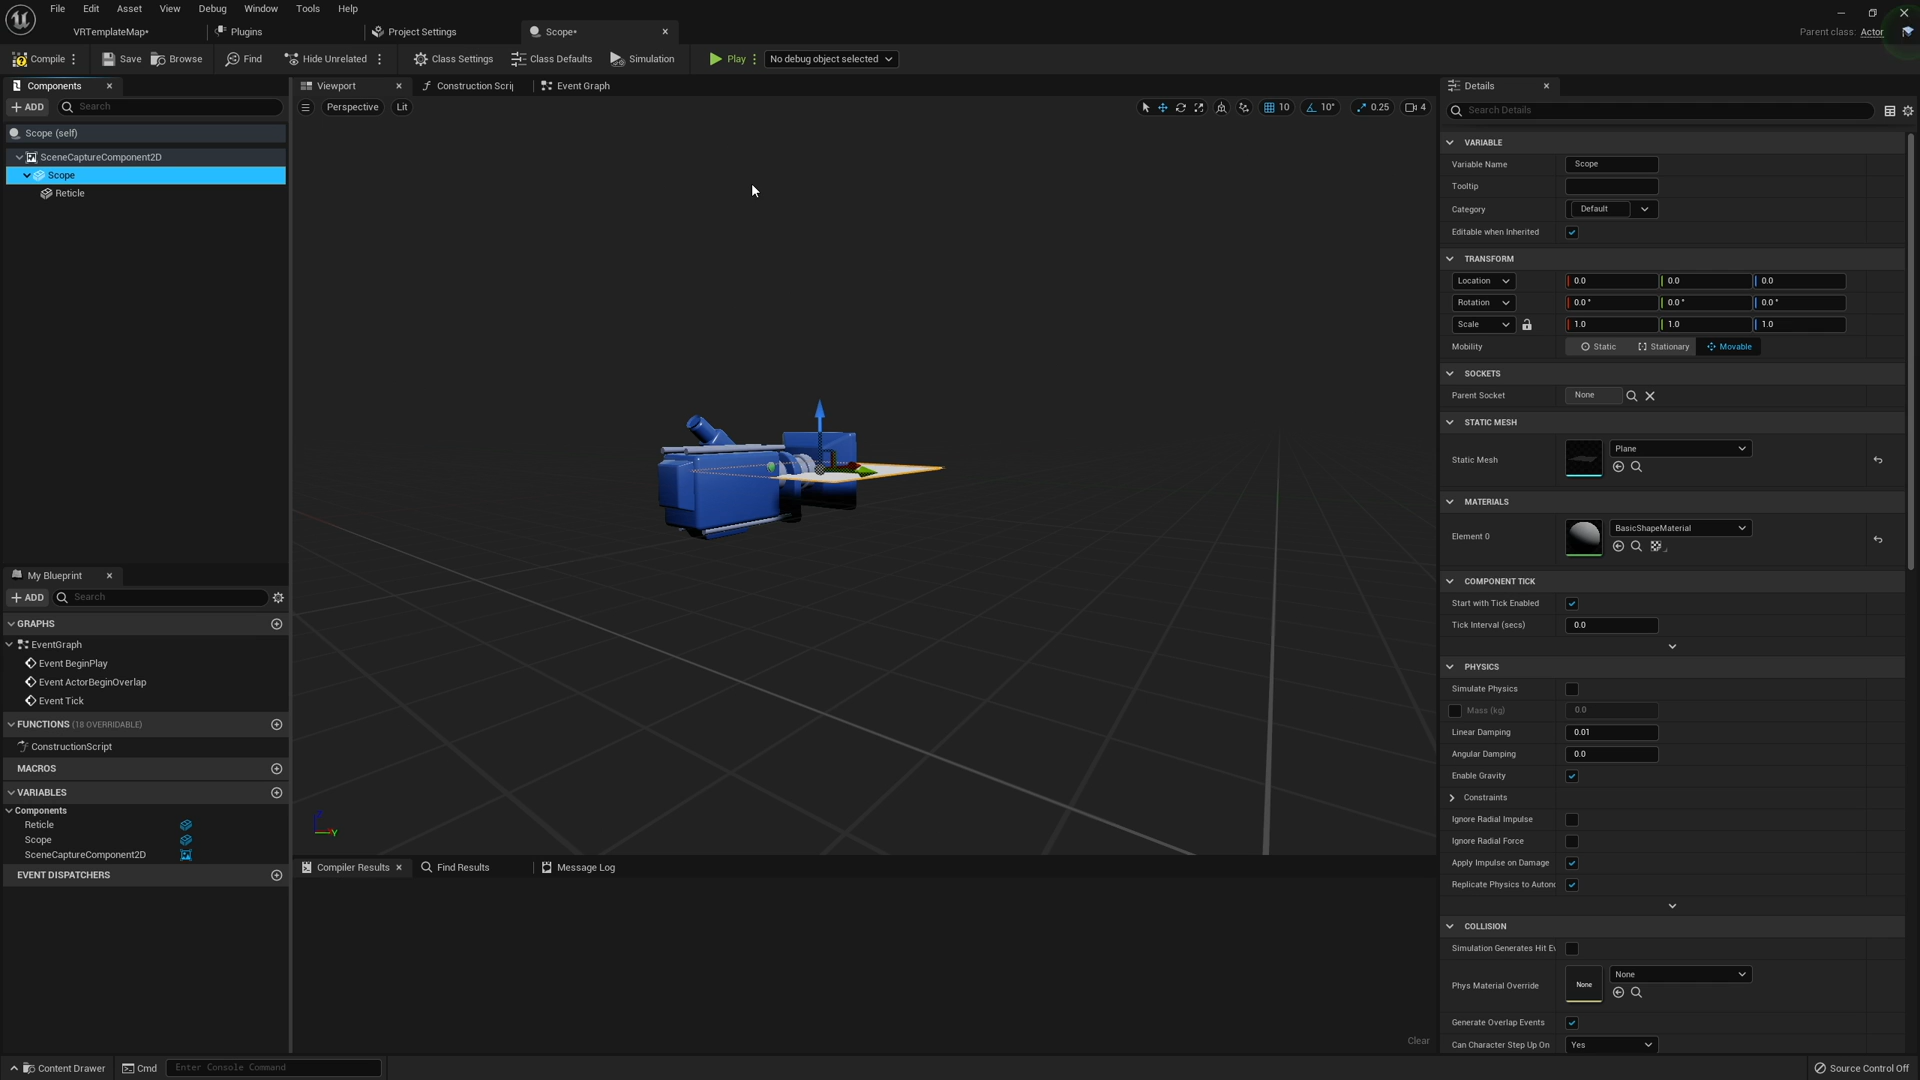 File Edit Asset View Debug Window Tools Help
VRTemplateMap* Plugins Project Settings Scope* Parent class: Actor
Compile Save Browse Find Hide Unrelated Class Settings Class Defaults Simulation Play No debug object selected
Components Viewport Construction Scrip Event Graph Details
ADD Search Perspective Lit 10 10° 0.25 4 Search Details
Scope (self)
SceneCaptureComponent2D
Scope
Reticle
VARIABLE
Variable Name Scope
Tooltip
Category Default
Editable when Inherited
TRANSFORM
Location 0.0 0.0 0.0
Rotation 0.0 ° 0.0 ° 0.0 °
Scale 1.0 1.0 1.0
Mobility Static Stationary Movable
SOCKETS
Parent Socket None
STATIC MESH
Static Mesh Plane
MATERIALS
Element 0 BasicShapeMaterial
COMPONENT TICK
Start with Tick Enabled
Tick Interval (secs) 0.0
PHYSICS
Simulate Physics
Mass (kg) 0.0
Linear Damping 0.01
Angular Damping 0.0
Enable Gravity
Constraints
Ignore Radial Impulse
Ignore Radial Force
Apply Impulse on Damage
Replicate Physics to Autono
COLLISION
Simulation Generates Hit Ev
Phys Material Override None None
Generate Overlap Events
Can Character Step Up On Yes
My Blueprint
ADD Search
GRAPHS
EventGraph
Event BeginPlay
Event ActorBeginOverlap
Event Tick
FUNCTIONS (18 OVERRIDABLE)
ConstructionScript
MACROS
VARIABLES
Components
Reticle
Scope
SceneCaptureComponent2D
EVENT DISPATCHERS
Y
Compiler Results Find Results Message Log
Clear
Content Drawer Cmd Enter Console Command Source Control Off